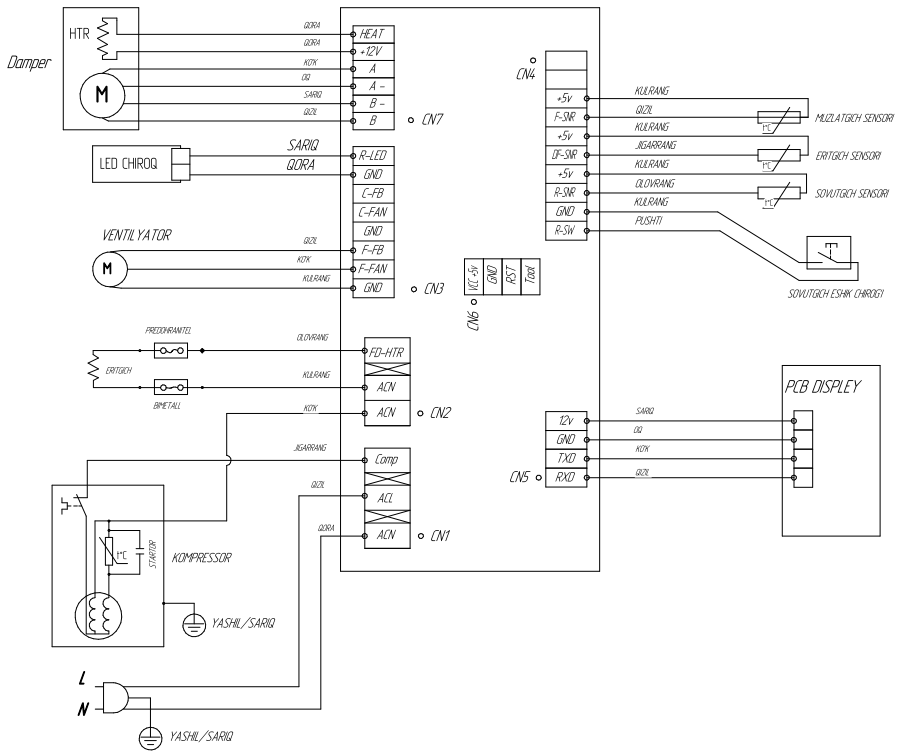 Damper
HTR
M
QORA
QORA
KO'K
OQ
SARIQ
QIZIL
HEAT
+12V
A
A -
B -
B
CN7
LED CHIROQ
SARIQ
QORA
R-LED
GND
C-FB
C-FAN
GND
F-FB
F-FAN
GND
CN3
VENTILYATOR
M
QIZIL
KO'K
KULRANG
CN4
+5v
F-SNR
+5v
DF-SNR
+5v
R-SNR
GND
R-SW
KULRANG
QIZIL
KULRANG
JIGARRANG
KULRANG
OLOVRANG
KULRANG
PUSHTI
t°C
MUZLATGICH SENSORI
t°C
ERITGICH SENSORI
t°C
SOVUTGICH SENSORI
SOVUTGICH ESHIK CHIROG'I
VCC +5v
GND
RST
Tool
CN6
PREDOHRANITEL
ERITGICH
BIMETALL
OLOVRANG
KULRANG
KO'K
FD-HTR
ACN
ACN
CN2
JIGARRANG
QIZIL
QORA
Comp
ACL
ACN
CN1
12v
GND
TXD
RXD
CN5
SARIQ
OQ
KO'K
QIZIL
PCB DISPLEY
t°C
STARTOR
KOMPRESSOR
YASHIL/SARIQ
L
N
YASHIL/SARIQ